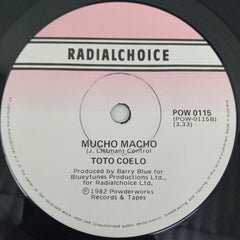 RADIALCHOICE
POW 0115
(POW-0115B)
(3.33)
MUCHO MACHO
(J. Littman) Control
TOTO COELO
Produced by Barry Blue for
Blueytunes Productions Ltd.,
for Radialchoice Ltd.
℗ 1982 Powderworks
Records & Tapes